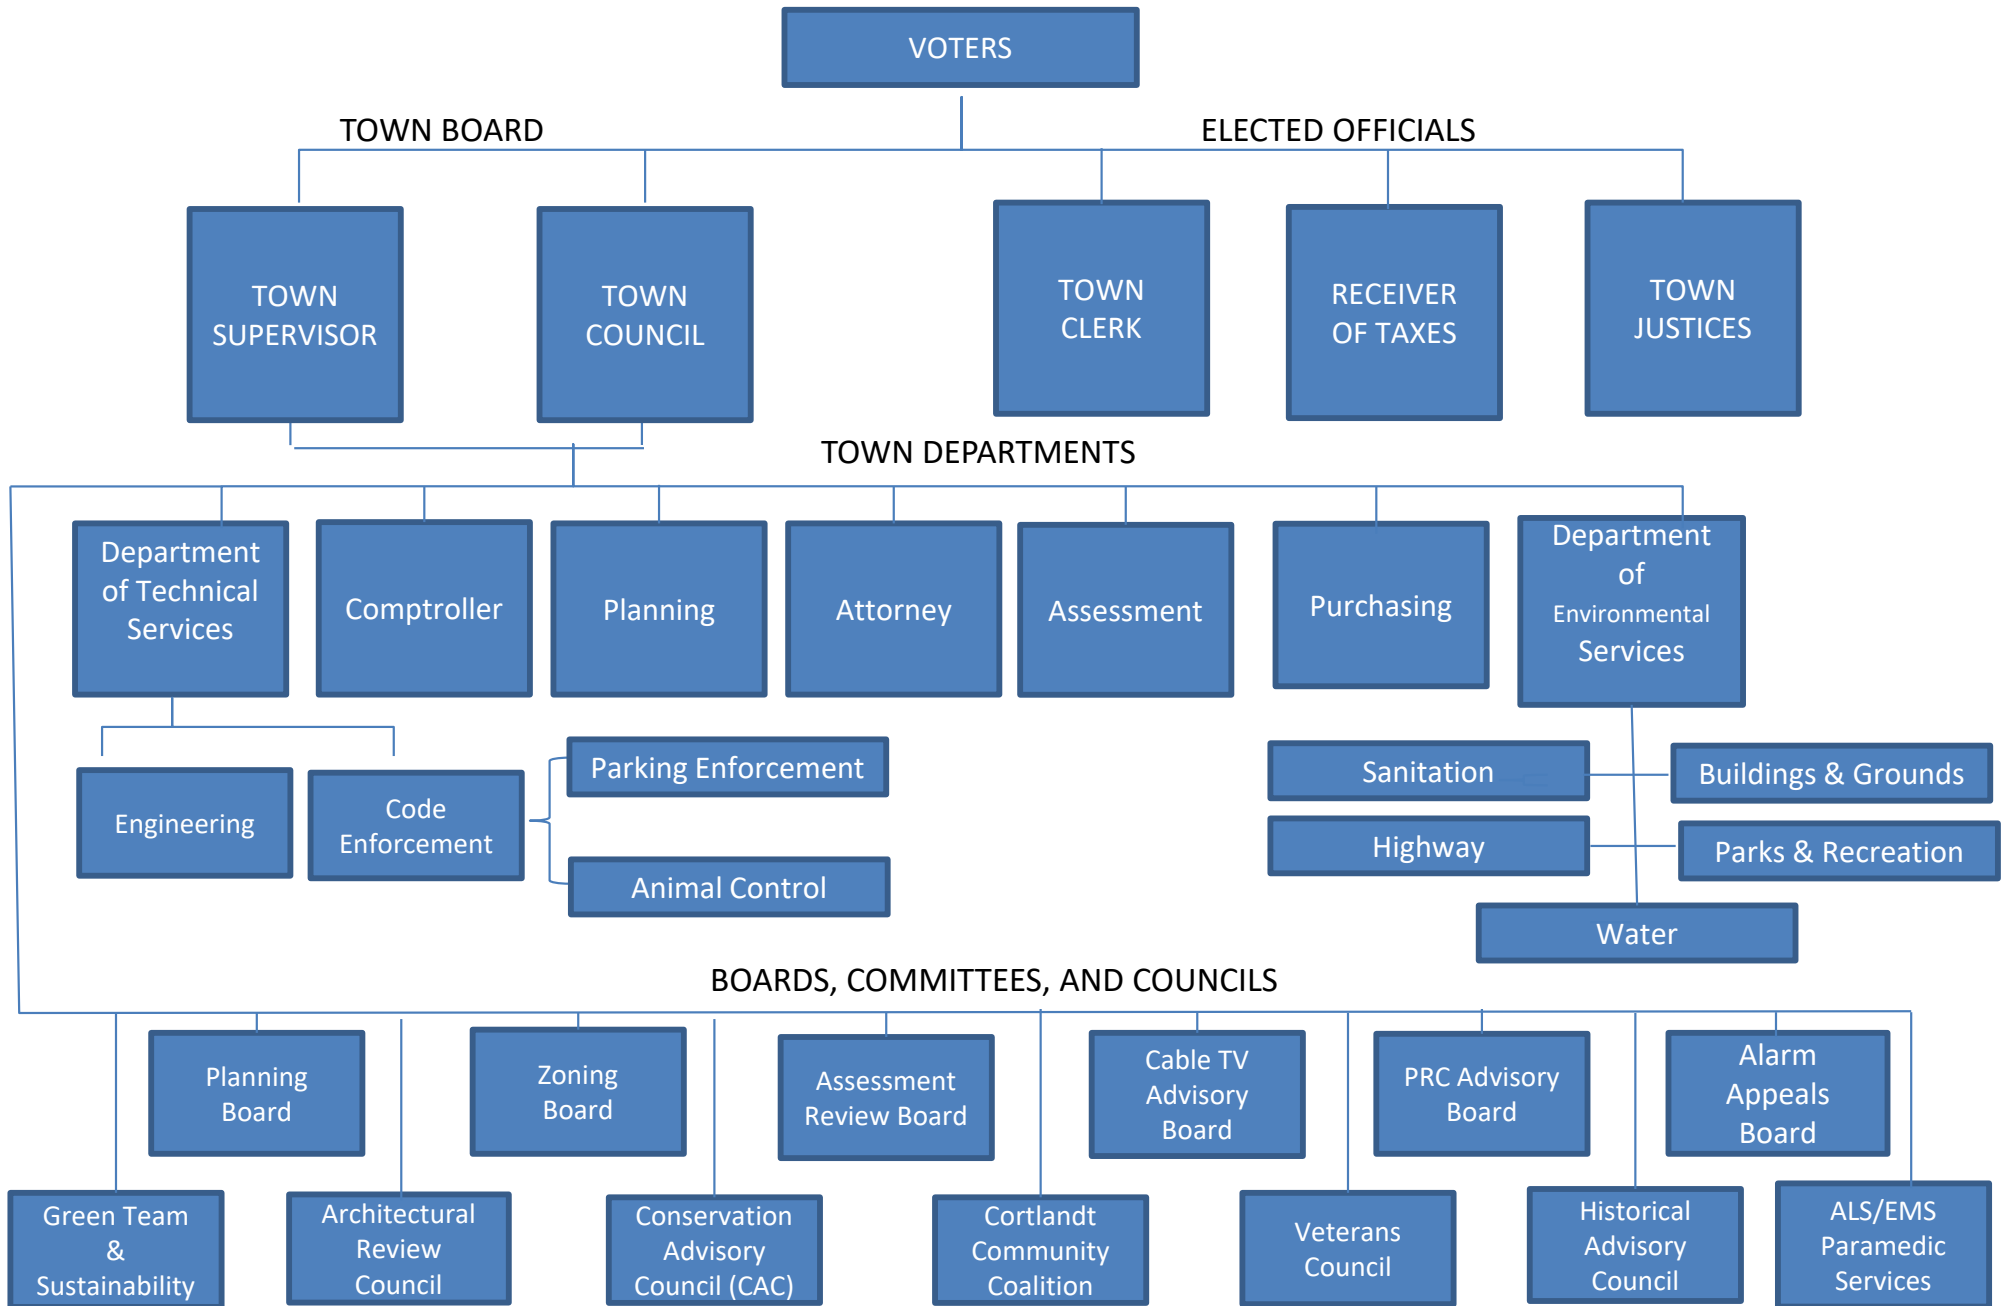 VOTERS
TOWN BOARD
ELECTED OFFICIALS
TOWN
SUPERVISOR
TOWN
COUNCIL
TOWN
CLERK
RECEIVER
OF TAXES
TOWN
JUSTICES
TOWN DEPARTMENTS
Department
of Technical
Services
Comptroller
Planning
Attorney
Assessment
Purchasing
Department
of
Environmental
Services
Engineering
Code
Enforcement
Parking Enforcement
Animal Control
Sanitation
Buildings & Grounds
Highway
Parks & Recreation
Water
BOARDS, COMMITTEES, AND COUNCILS
Planning
Board
Zoning
Board
Assessment
Review Board
Cable TV
Advisory
Board
PRC Advisory
Board
Alarm
Appeals
Board
Green Team
&
Sustainability
Architectural
Review
Council
Conservation
Advisory
Council (CAC)
Cortlandt
Community
Coalition
Veterans
Council
Historical
Advisory
Council
ALS/EMS
Paramedic
Services